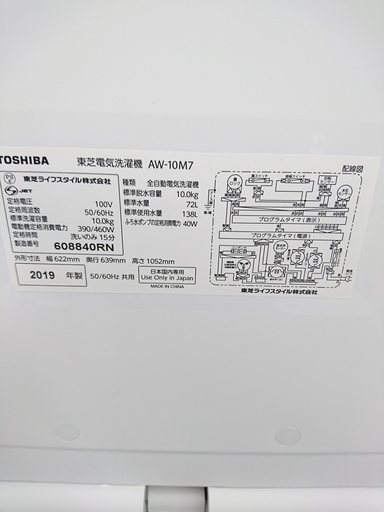 TOSHIBA 東芝電気洗濯機 AW-10M7
配線図
東芝ライフスタイル株式会社
JET
定格電圧 100V
定格周波数 50/60Hz
標準洗濯容量 10.0kg
電動機定格消費電力 390/460W
定格時間 洗いのみ 15分
製造番号 608840RN
種類 全自動電気洗濯機
標準脱水容量 10.0kg
標準水量 72L
標準使用水量 138L
ふろ水ポンプの定格消費電力 40W
外形寸法 幅 622mm 奥行 639mm 高さ 1052mm
2019 年製 50/60Hz 共用
日本国内専用
Use Only in Japan
MADE IN CHINA
プログラムタイマ (表示)
プログラムタイマ (電源)
東芝ライフスタイル株式会社